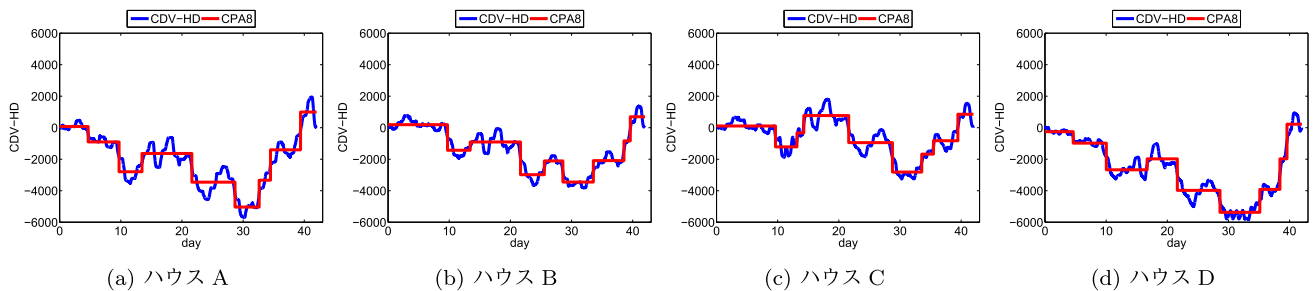 CDV−HD CPA8
6000
4000
2000
0
−2000
−4000
−6000
CDV−HD
0 10 20 30 40
day
(a) ハウス A
CDV−HD CPA8
6000
4000
2000
0
−2000
−4000
−6000
CDV−HD
0 10 20 30 40
day
(b) ハウス B
CDV−HD CPA8
6000
4000
2000
0
−2000
−4000
−6000
CDV−HD
0 10 20 30 40
day
(c) ハウス C
CDV−HD CPA8
6000
4000
2000
0
−2000
−4000
−6000
CDV−HD
0 10 20 30 40
day
(d) ハウス D